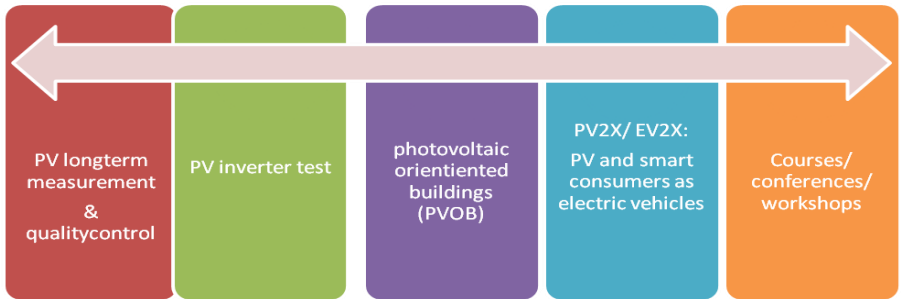 PV longterm
measurement
&
qualitycontrol
PV inverter test
photovoltaic
orientiented
buildings
(PVOB)
PV2X/ EV2X:
PV and smart
consumers as
electric vehicles
Courses/
conferences/
workshops